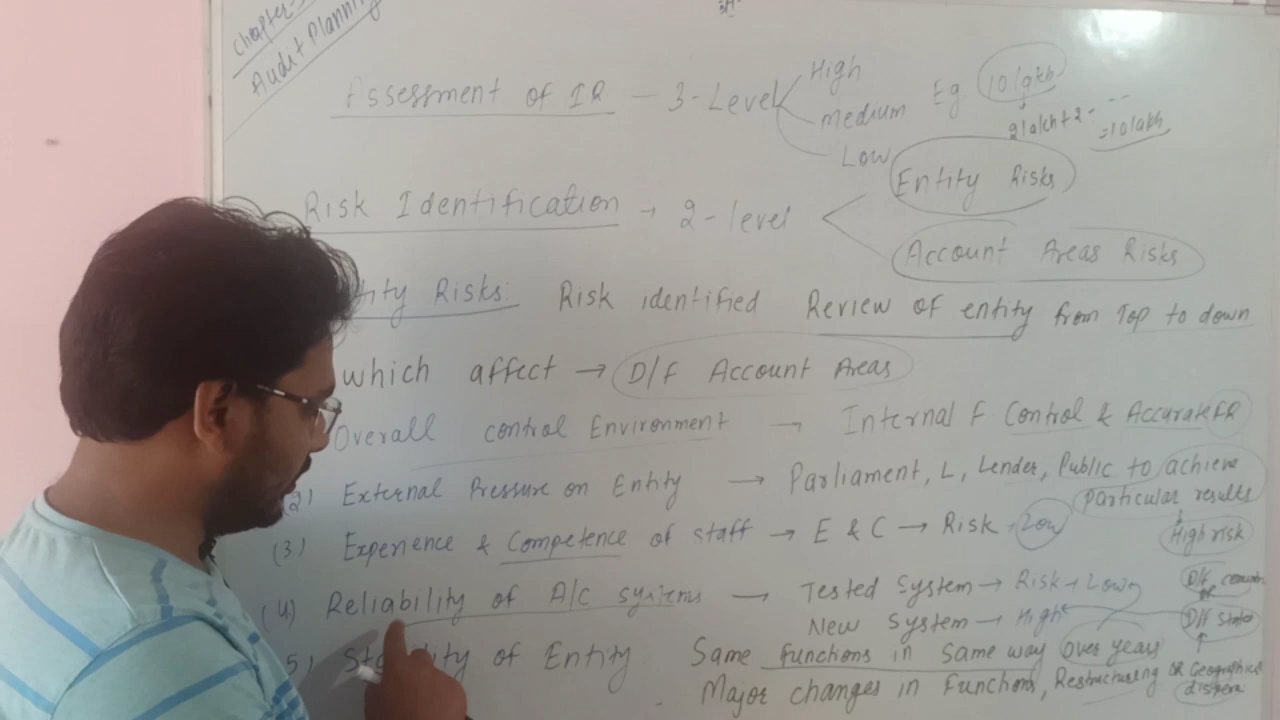 Chapter-
Audit Planning
Assessment of IR - 3-Level
High
medium
Low
Eg 10 lakh
9 lakh + 2 - --
= 10 lakh
Risk Identification → 2-level
Entity Risks
Account Areas Risks
tity Risks: Risk identified Review of entity from Top to down
which affect → D/F Account Areas
Overall control Environment → Internal F Control & Accurate FR
(2) External Pressure on Entity → Parliament, L, Lender, Public to achieve
particular results
High risk
(3.) Experience & Competence of staff → E & C → Risk → Low
(4) Reliability of A/c systems → Tested System → Risk → Low
New System → High
D/F
D/F States
5) Stability of Entity. Same functions in same way over years
Major changes in Functions, Restructuring OR Geographical